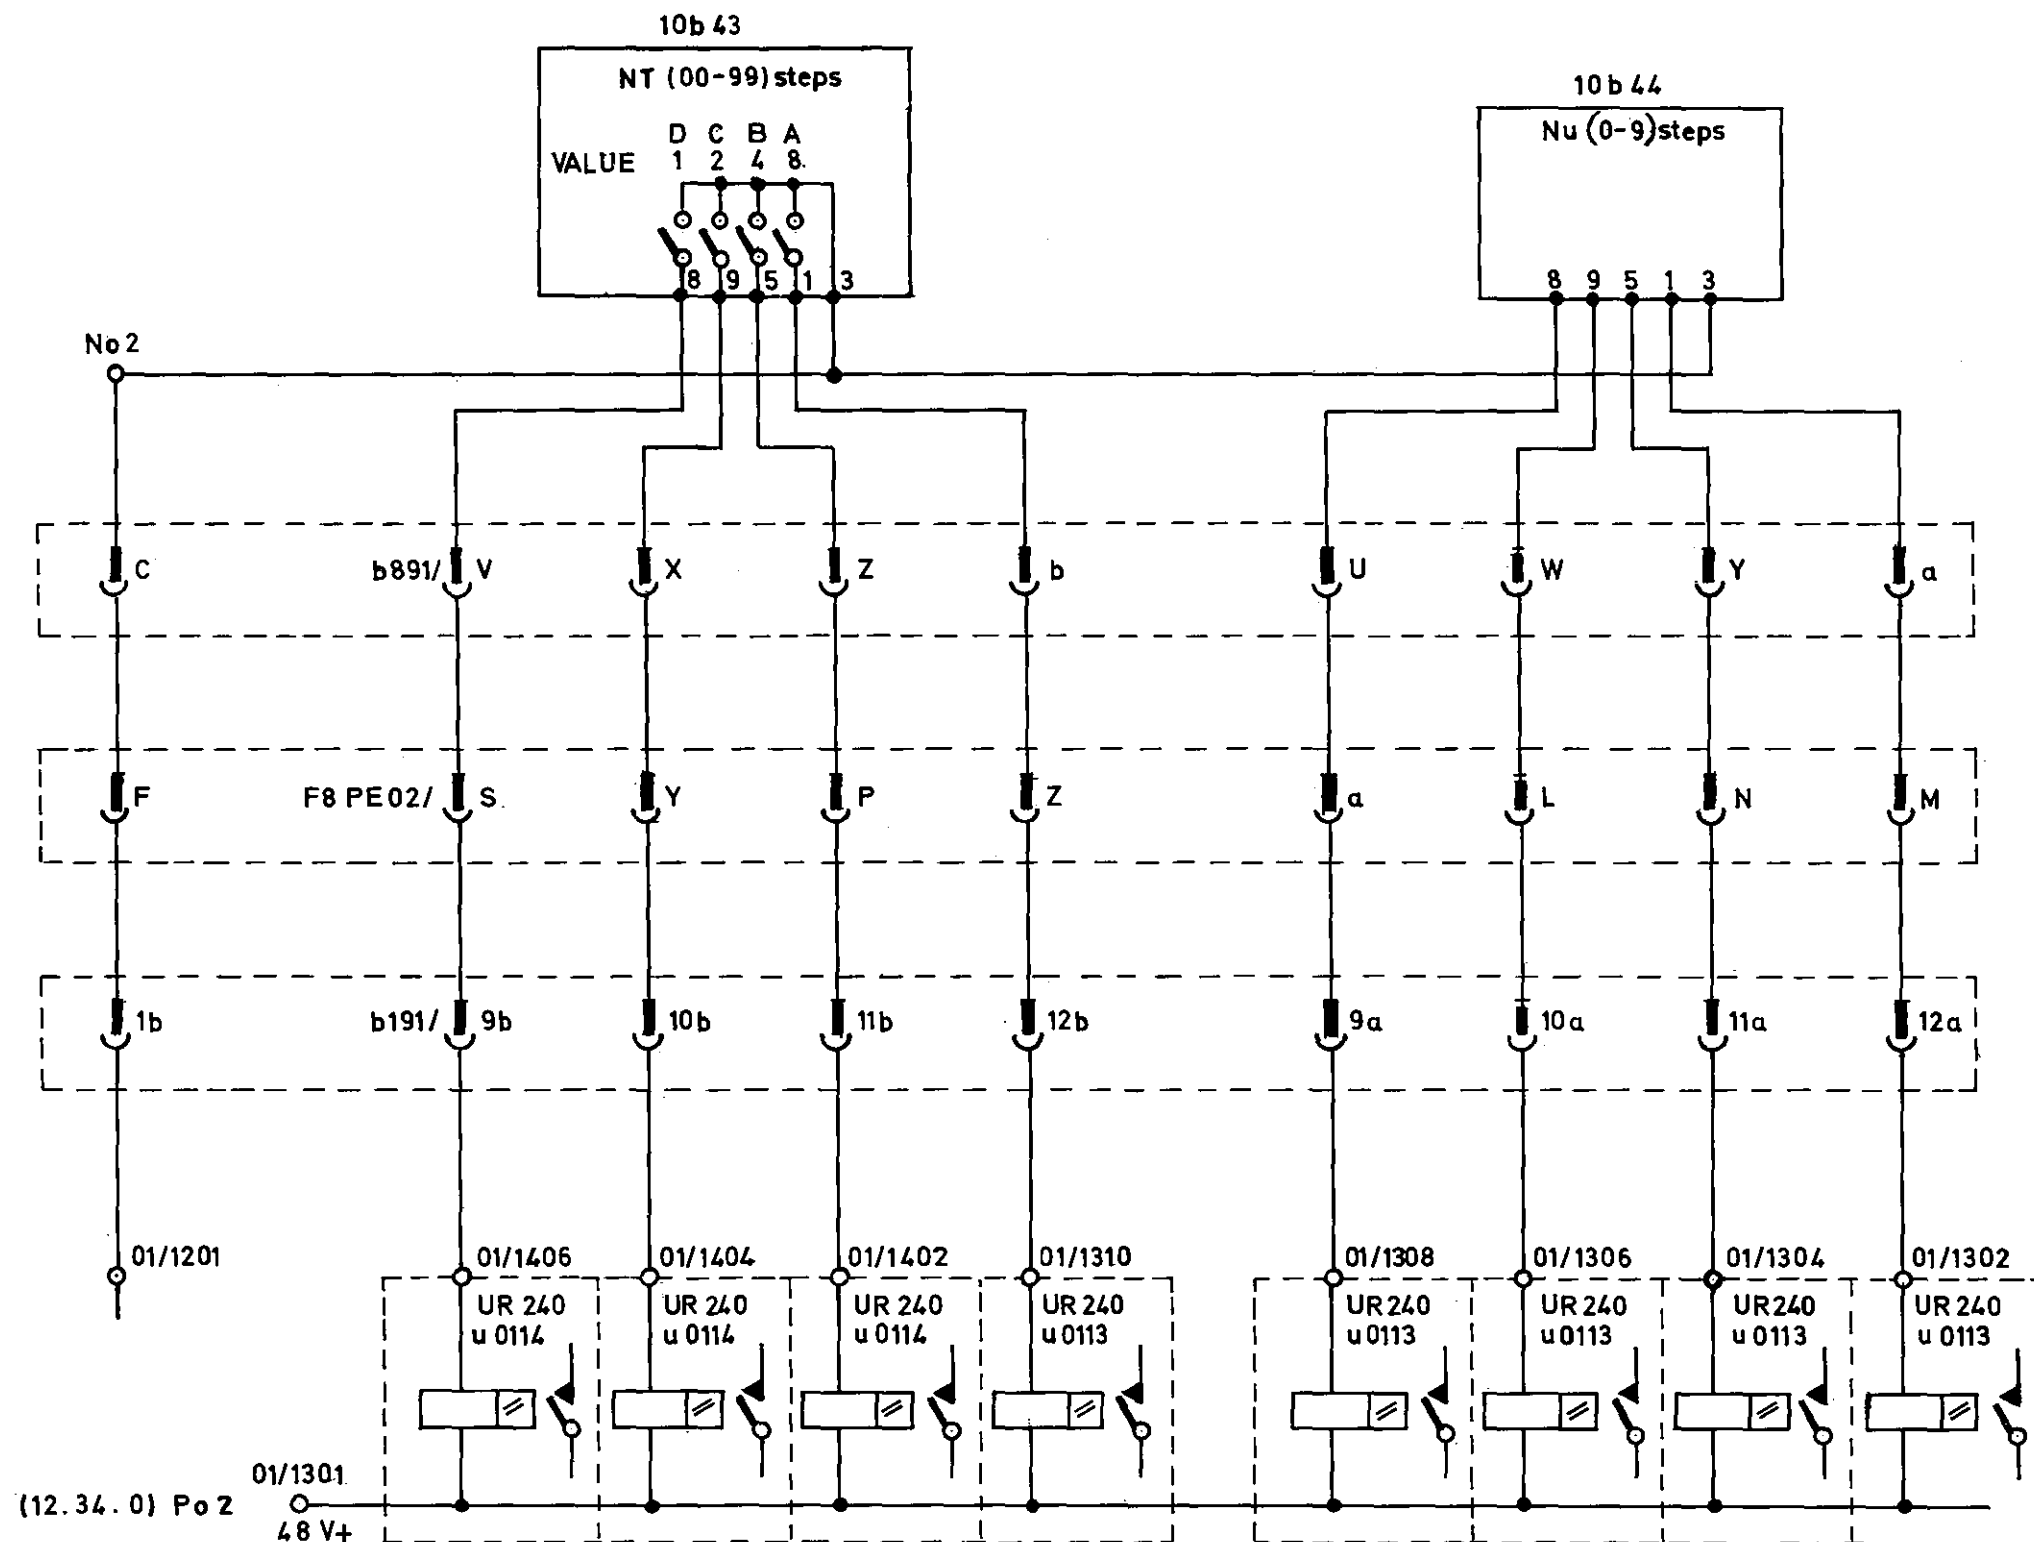 10b 43
NT (00-99) steps
10b 44
Nu (0-9) steps
D C B A
VALUE 1 2 4 8
8 9 5 1 3
8 9 5 1 3
No 2
C b891/ V X Z b U W Y a
F F8 PE02/ S Y P Z a L N M
1b b191/ 9b 10b 11b 12b 9a 10a 11a 12a
01/1201 01/1406 01/1404 01/1402 01/1310 01/1308 01/1306 01/1304 01/1302
UR 240 UR 240 UR 240 UR 240 UR 240 UR 240 UR 240 UR 240
u 0114 u 0114 u 0114 u 0113 u 0113 u 0113 u 0113 u 0113
01/1301
(12.34.0) Po 2
48 V+